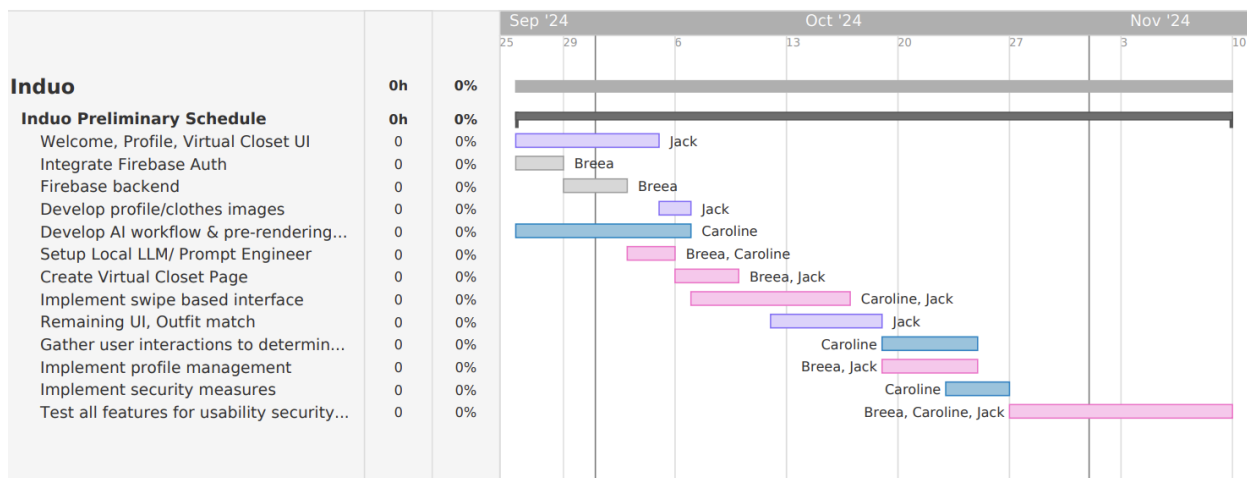 Sep '24 Oct '24 Nov '24
25 29 6 13 20 27 3 10
Induo 0h 0%
Induo Preliminary Schedule 0h 0%
Welcome, Profile, Virtual Closet UI 0 0% Jack
Integrate Firebase Auth 0 0% Breea
Firebase backend 0 0% Breea
Develop profile/clothes images 0 0% Jack
Develop AI workflow & pre-rendering... 0 0% Caroline
Setup Local LLM/ Prompt Engineer 0 0% Breea, Caroline
Create Virtual Closet Page 0 0% Breea, Jack
Implement swipe based interface 0 0% Caroline, Jack
Remaining UI, Outfit match 0 0% Jack
Gather user interactions to determin... 0 0% Caroline
Implement profile management 0 0% Breea, Jack
Implement security measures 0 0% Caroline
Test all features for usability security... 0 0% Breea, Caroline, Jack